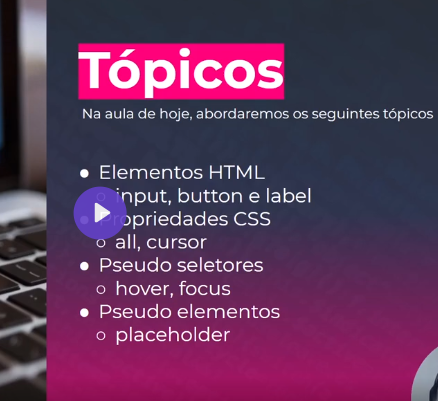 Tópicos
Na aula de hoje, abordaremos os seguintes tópicos
● Elementos HTML
○ input, button e label
● Propriedades CSS
○ all, cursor
● Pseudo seletores
○ hover, focus
● Pseudo elementos
○ placeholder